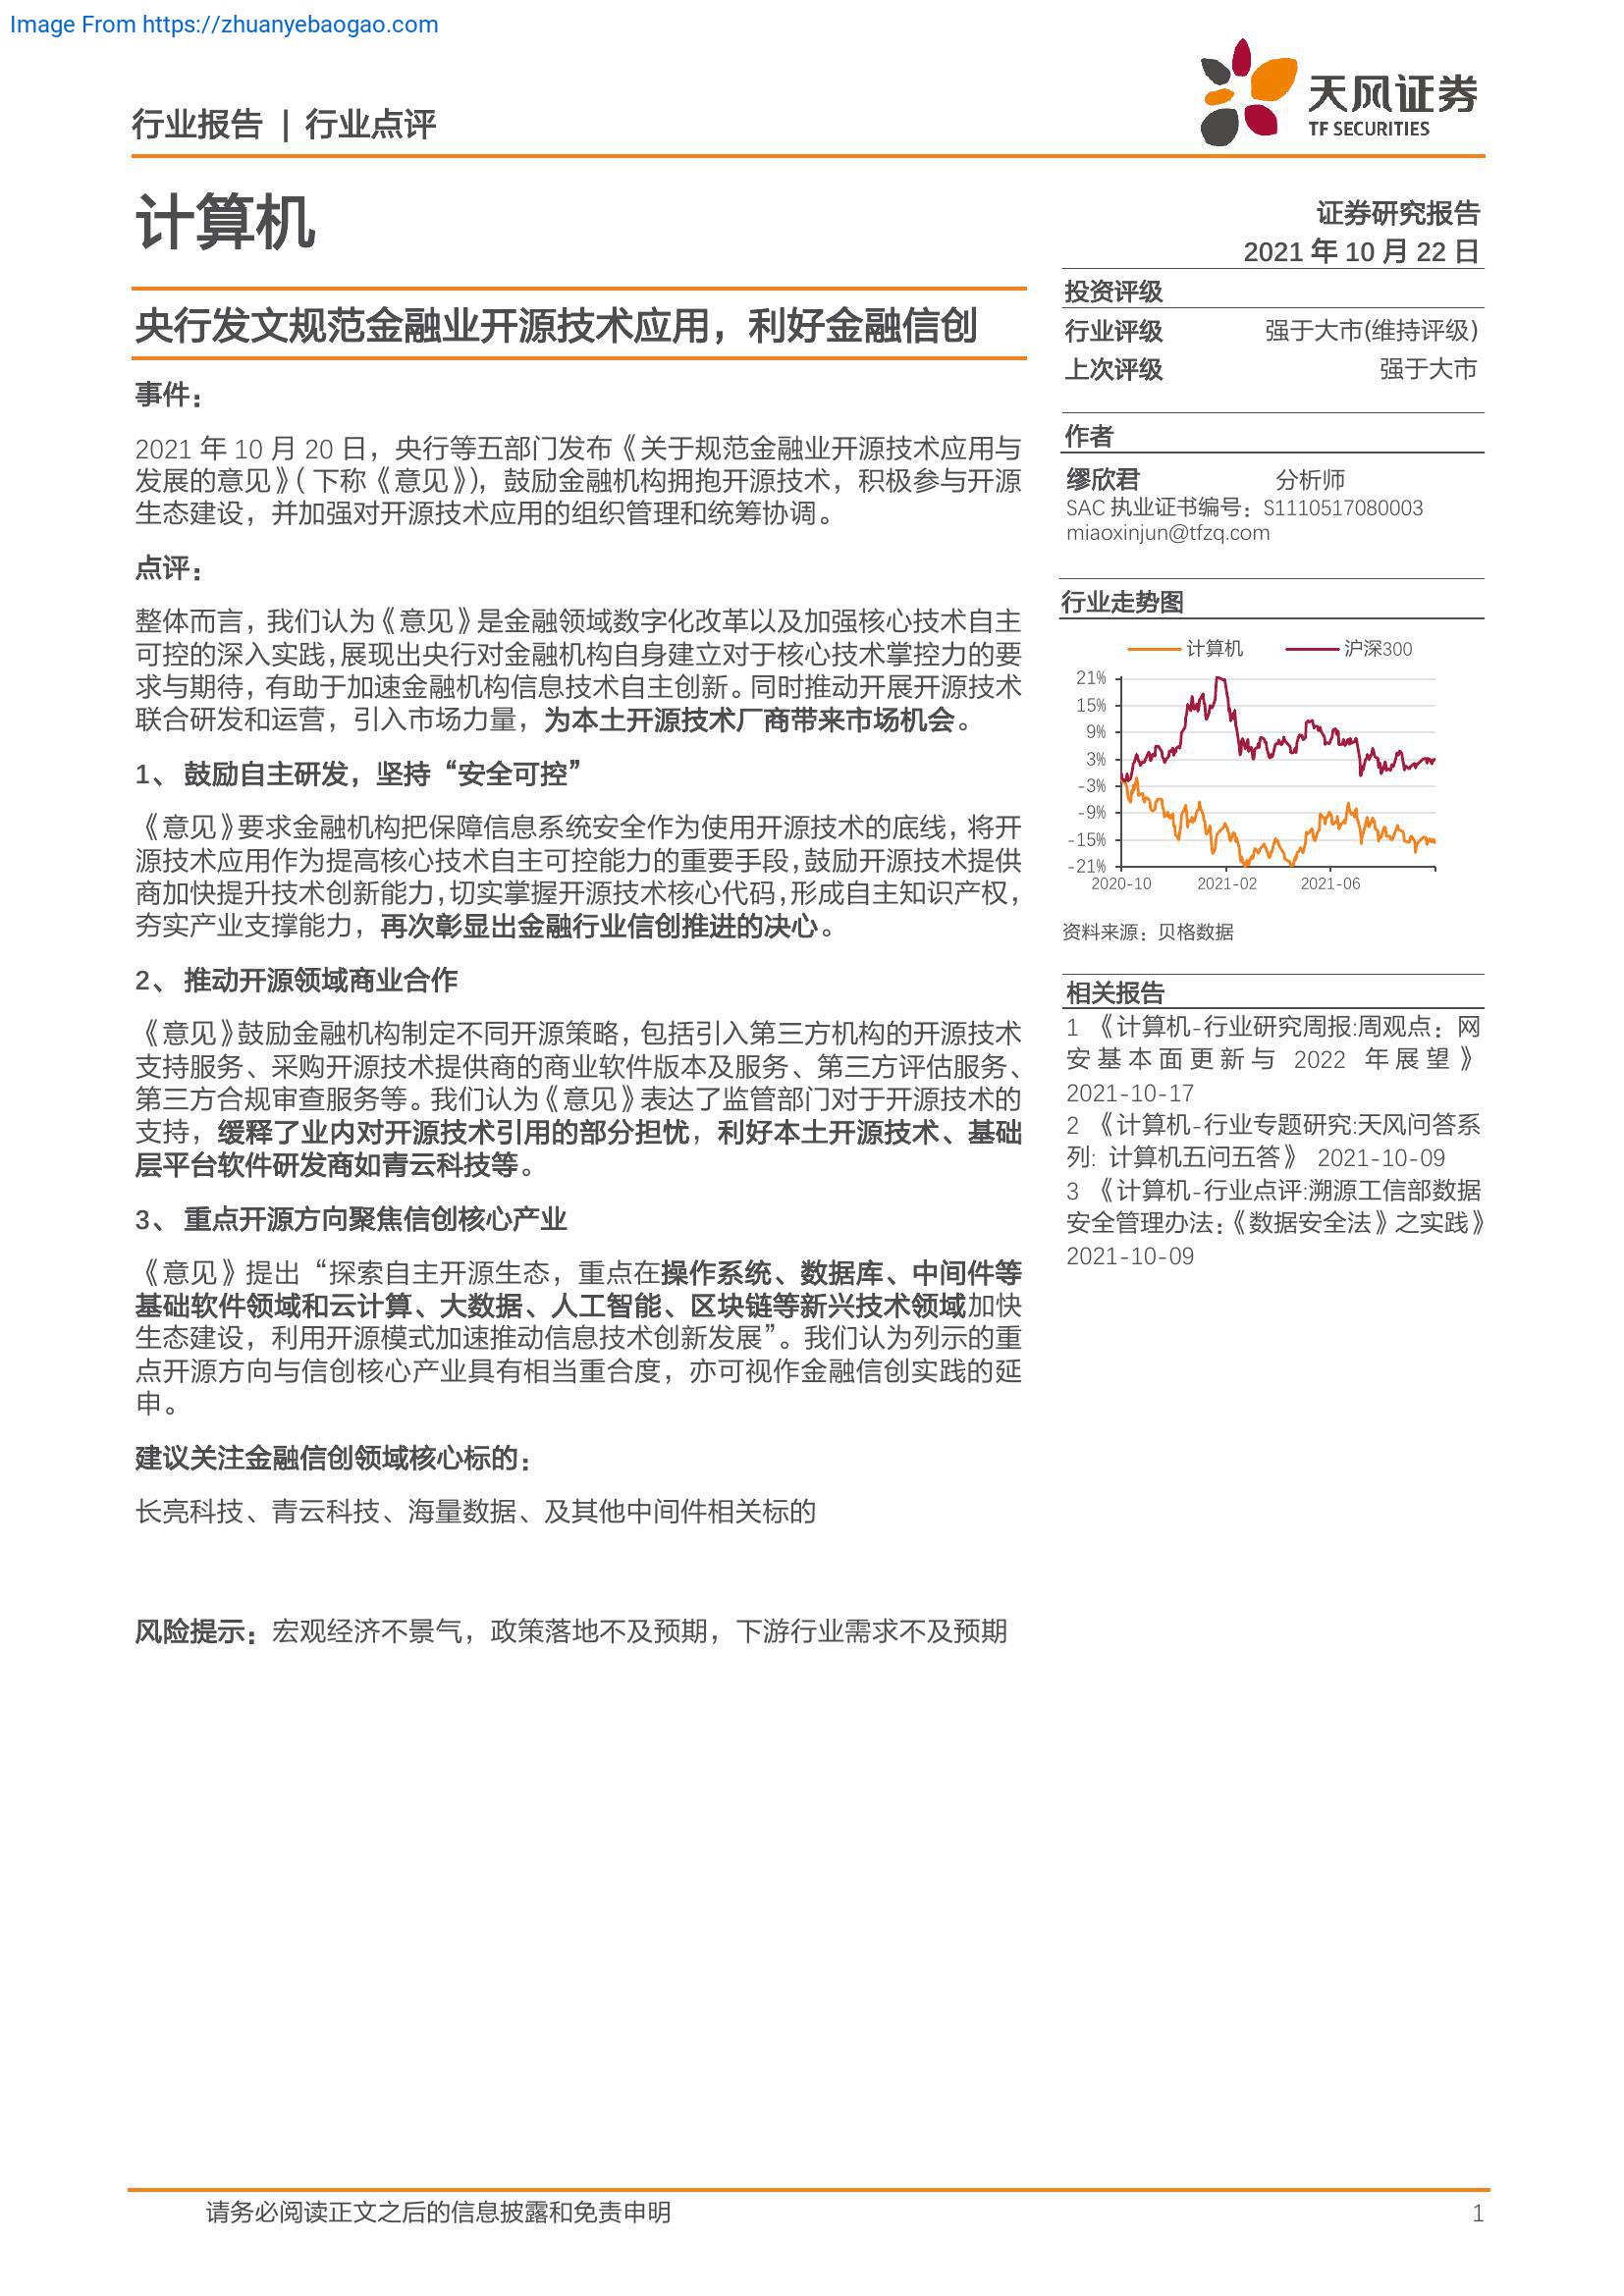 Image From https://zhuanyebaogao.com
行业报告 | 行业点评
天风证券
TF SECURITIES
计算机
证券研究报告
2021 年 10 月 22 日
央行发文规范金融业开源技术应用，利好金融信创
事件：
2021 年 10 月 20 日，央行等五部门发布《关于规范金融业开源技术应用与
发展的意见》（下称《意见》），鼓励金融机构拥抱开源技术，积极参与开源
生态建设，并加强对开源技术应用的组织管理和统筹协调。
点评：
整体而言，我们认为《意见》是金融领域数字化改革以及加强核心技术自主
可控的深入实践，展现出央行对金融机构自身建立对于核心技术掌控力的要
求与期待，有助于加速金融机构信息技术自主创新。同时推动开展开源技术
联合研发和运营，引入市场力量，为本土开源技术厂商带来市场机会。
1、 鼓励自主研发，坚持“安全可控”
《意见》要求金融机构把保障信息系统安全作为使用开源技术的底线，将开
源技术应用作为提高核心技术自主可控能力的重要手段，鼓励开源技术提供
商加快提升技术创新能力，切实掌握开源技术核心代码，形成自主知识产权，
夯实产业支撑能力，再次彰显出金融行业信创推进的决心。
2、 推动开源领域商业合作
《意见》鼓励金融机构制定不同开源策略，包括引入第三方机构的开源技术
支持服务、采购开源技术提供商的商业软件版本及服务、第三方评估服务、
第三方合规审查服务等。我们认为《意见》表达了监管部门对于开源技术的
支持，缓释了业内对开源技术引用的部分担忧，利好本土开源技术、基础
层平台软件研发商如青云科技等。
3、 重点开源方向聚焦信创核心产业
《意见》提出“探索自主开源生态，重点在操作系统、数据库、中间件等
基础软件领域和云计算、大数据、人工智能、区块链等新兴技术领域加快
生态建设，利用开源模式加速推动信息技术创新发展”。我们认为列示的重
点开源方向与信创核心产业具有相当重合度，亦可视作金融信创实践的延
申。
建议关注金融信创领域核心标的：
长亮科技、青云科技、海量数据、及其他中间件相关标的
风险提示：宏观经济不景气，政策落地不及预期，下游行业需求不及预期
投资评级
行业评级 强于大市(维持评级)
上次评级 强于大市
作者
缪欣君 分析师
SAC 执业证书编号：S1110517080003
miaoxinjun@tfzq.com
行业走势图
计算机 沪深300
21%
15%
9%
3%
-3%
-9%
-15%
-21%
2020-10 2021-02 2021-06
资料来源：贝格数据
相关报告
1 《计算机-行业研究周报:周观点：网
安基本面更新与 2022 年展望》
2021-10-17
2 《计算机-行业专题研究:天风问答系
列: 计算机五问五答》 2021-10-09
3 《计算机-行业点评:溯源工信部数据
安全管理办法：《数据安全法》之实践》
2021-10-09
请务必阅读正文之后的信息披露和免责申明 1